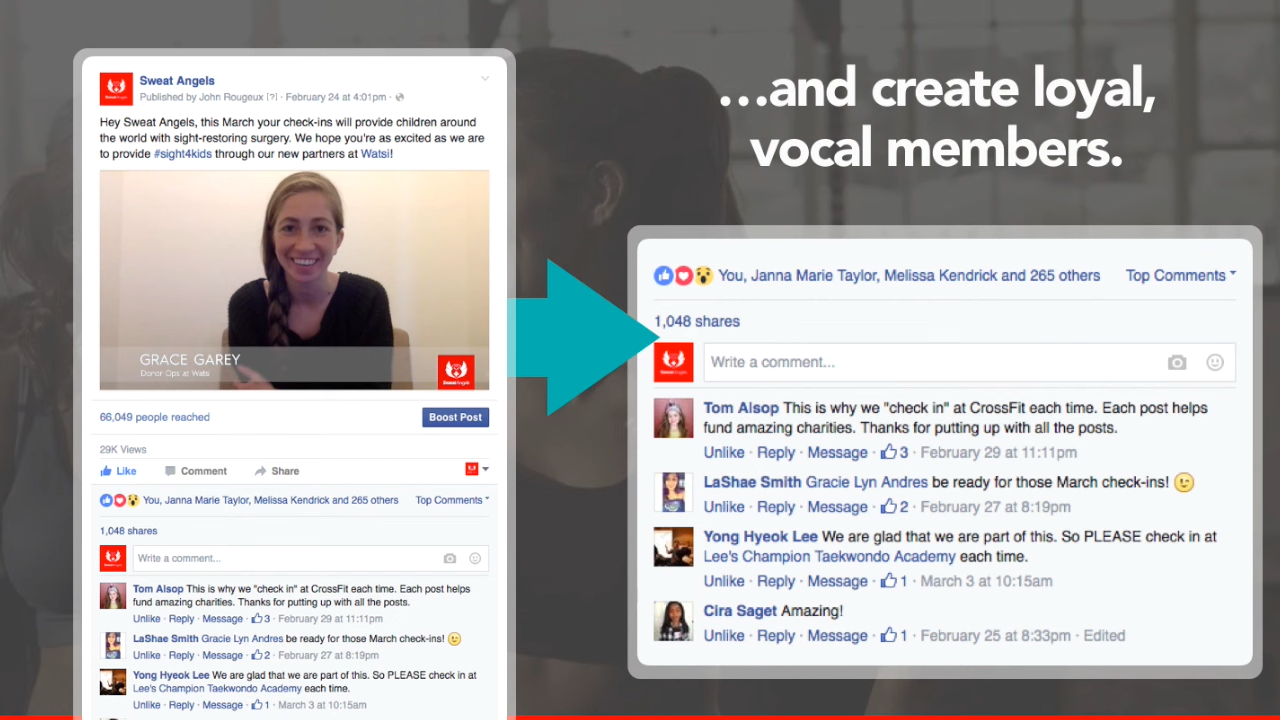 Sweat Angels
Published by John Rougeux [?] · February 24 at 4:01pm ·
Hey Sweat Angels, this March your check-ins will provide children around
the world with sight-restoring surgery. We hope you're as excited as we are
to provide #sight4kids through our new partners at Watsi!
GRACE GAREY
Donor Ops at Watsi
66,049 people reached
Boost Post
29K Views
Like Comment Share
You, Janna Marie Taylor, Melissa Kendrick and 265 others Top Comments
1,048 shares
Write a comment...
Tom Alsop This is why we "check in" at CrossFit each time. Each post helps
fund amazing charities. Thanks for putting up with all the posts.
Unlike · Reply · Message · 3 · February 29 at 11:11pm
LaShae Smith Gracie Lyn Andres be ready for those March check-ins! 😉
Unlike · Reply · Message · 2 · February 27 at 8:19pm
Yong Hyeok Lee We are glad that we are part of this. So PLEASE check in at
Lee's Champion Taekwondo Academy each time.
Unlike · Reply · Message · 1 · March 3 at 10:15am
...and create loyal,
vocal members.
You, Janna Marie Taylor, Melissa Kendrick and 265 others Top Comments
1,048 shares
Write a comment...
Tom Alsop This is why we "check in" at CrossFit each time. Each post helps
fund amazing charities. Thanks for putting up with all the posts.
Unlike · Reply · Message · 3 · February 29 at 11:11pm
LaShae Smith Gracie Lyn Andres be ready for those March check-ins! 😉
Unlike · Reply · Message · 2 · February 27 at 8:19pm
Yong Hyeok Lee We are glad that we are part of this. So PLEASE check in at
Lee's Champion Taekwondo Academy each time.
Unlike · Reply · Message · 1 · March 3 at 10:15am
Cira Saget Amazing!
Unlike · Reply · Message · 1 · February 25 at 8:33pm · Edited